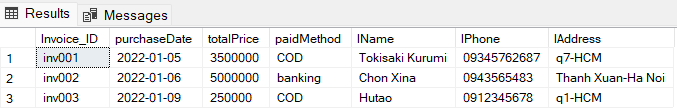 Results Messages
Invoice_ID purchaseDate totalPrice paidMethod IName IPhone IAddress
1 inv001 2022-01-05 3500000 COD Tokisaki Kurumi 09345762687 q7-HCM
2 inv002 2022-01-06 5000000 banking Chon Xina 0943565483 Thanh Xuan-Ha Noi
3 inv003 2022-01-09 250000 COD Hutao 0912345678 q1-HCM